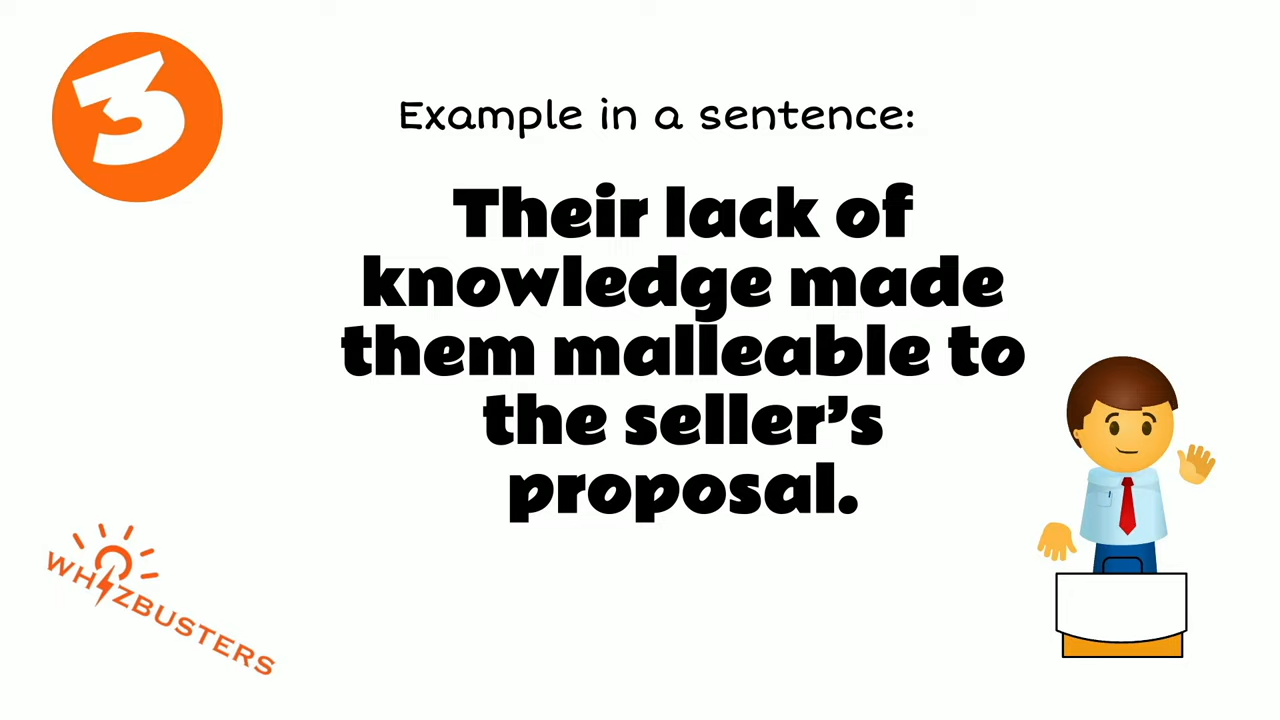 3
Example in a sentence:
Their lack of
knowledge made
them malleable to
the seller’s
proposal.
WHIZBUSTERS